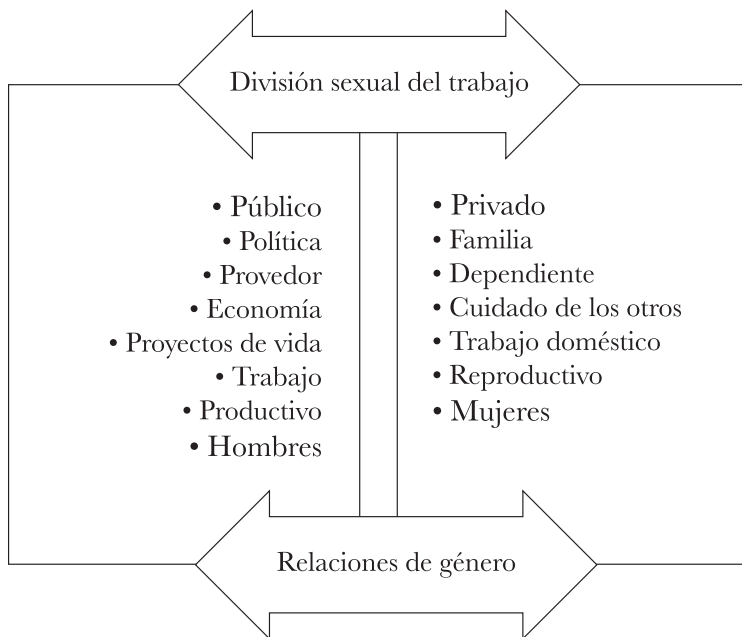 División sexual del trabajo
• Público
• Política
• Provedor
• Economía
• Proyectos de vida
• Trabajo
• Productivo
• Hombres
• Privado
• Familia
• Dependiente
• Cuidado de los otros
• Trabajo doméstico
• Reproductivo
• Mujeres
Relaciones de género